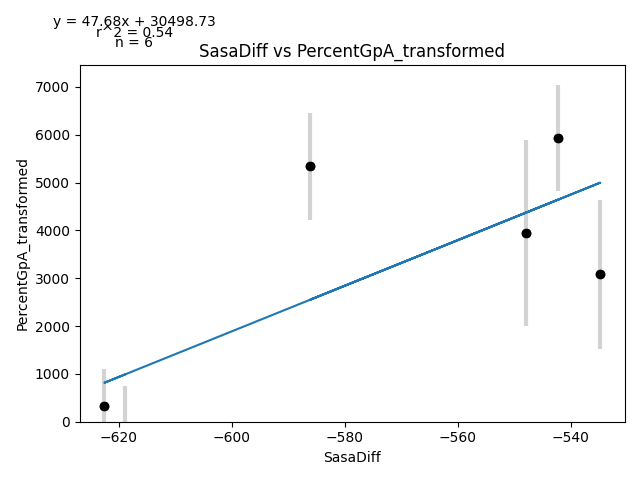 y = 47.68x + 30498.73
r^2 = 0.54
n = 6
SasaDiff vs PercentGpA_transformed
PercentGpA_transformed
7000
6000
5000
4000
3000
2000
1000
0
−620 −600 −580 −560 −540
SasaDiff